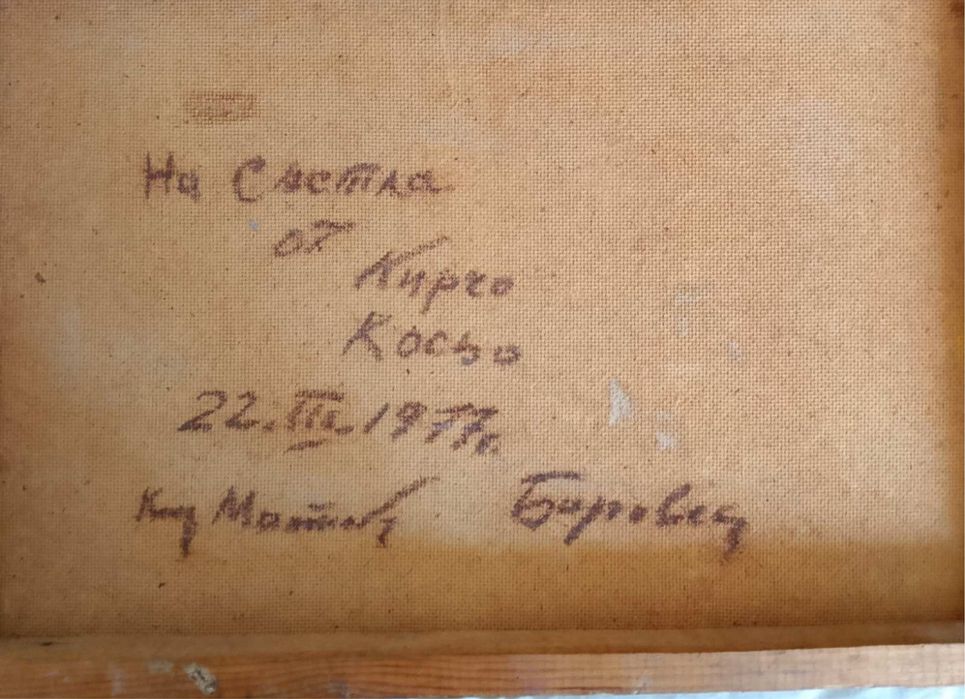 На Светла
от
Кирчо
Косьо
22.III.1977г.
Боровец